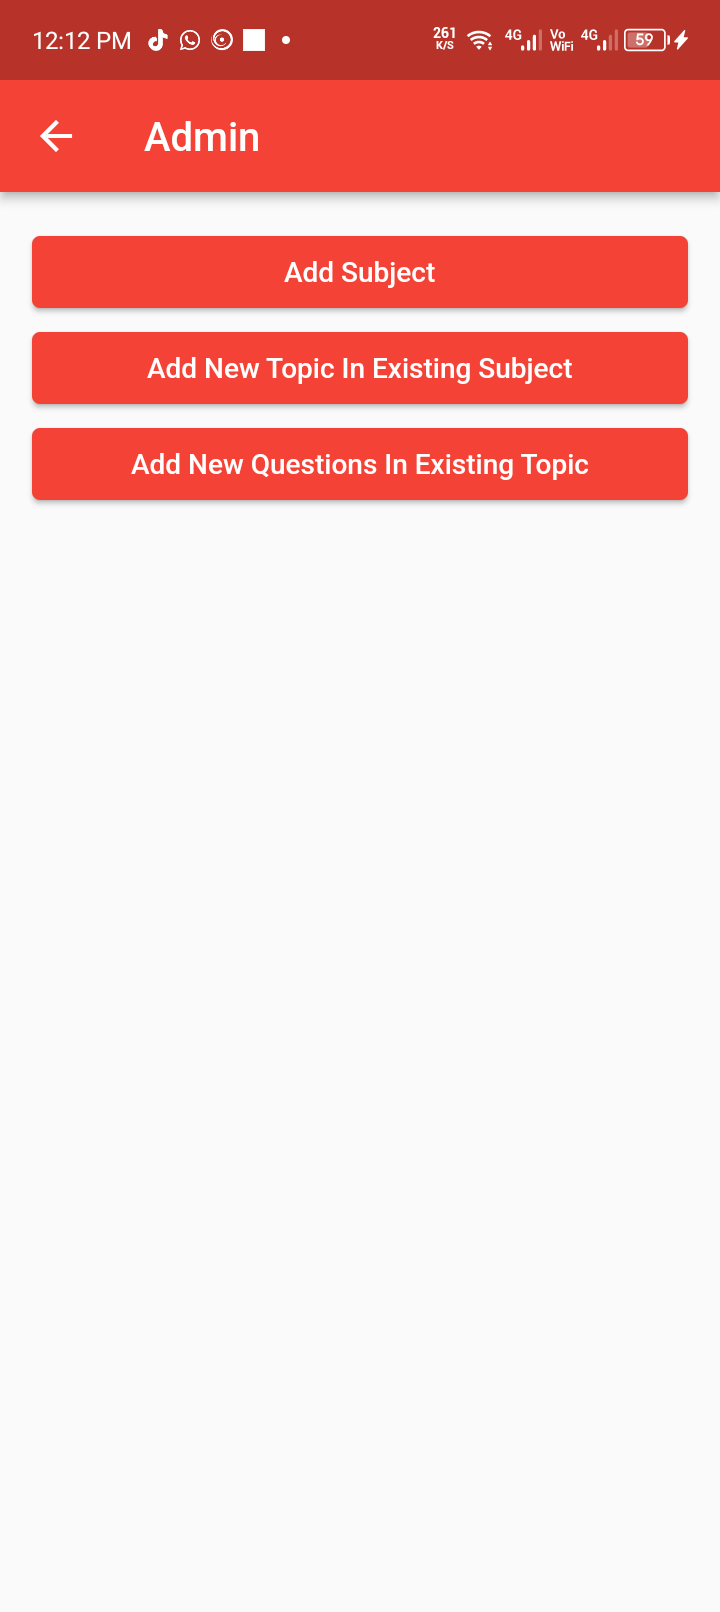 12:12 PM 261 K/S 4G Vo WiFi 4G 59
Admin
Add Subject
Add New Topic In Existing Subject
Add New Questions In Existing Topic